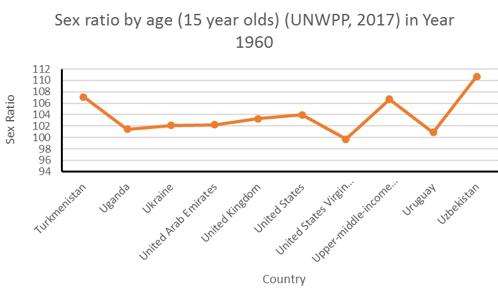 Sex ratio by age (15 year olds) (UNWPP, 2017) in Year
1960
112
110
108
106
104
102
100
98
96
94
Sex Ratio
Turkmenistan
Uganda
Ukraine
United Arab Emirates
United Kingdom
United States
United States Virgin...
Upper-middle-income...
Uruguay
Uzbekistan
Country